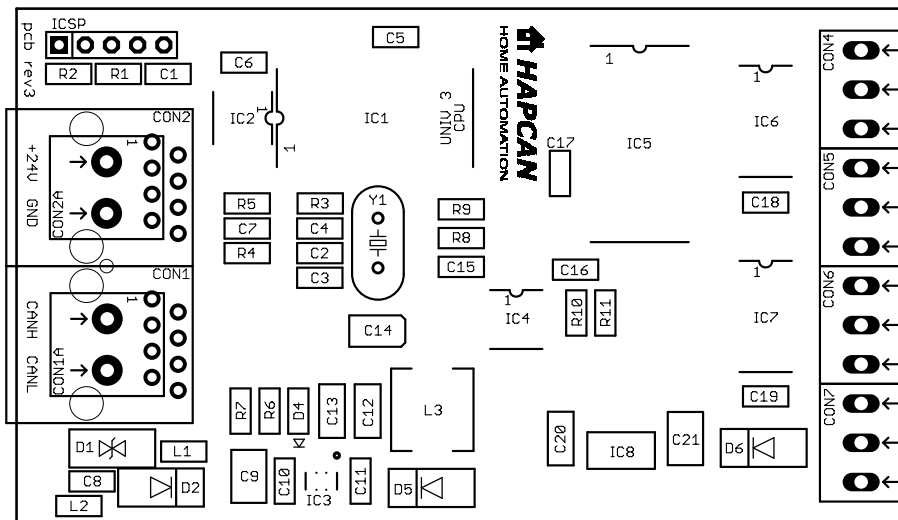 pcb rev3
ICSP
R2
R1
C1
C6
C5
1
IC2
1
IC1
UNIV 3
CPU
HAPCAN
HOME AUTOMATION
1
IC5
C17
1
IC6
C18
CON4
CON5
CON6
CON7
CON2
1
+24V GND
CON2A
R5
C7
R4
R3
C4
C2
C3
Y1
R9
R8
C15
C16
1
IC4
R10
R11
1
IC7
C19
CON1
1
CANH CANL
CON1A
C14
R7
R6
D4
C13
C12
L3
D1
L1
C8
D2
L2
C9
C10
IC3
C11
D5
C20
IC8
C21
D6